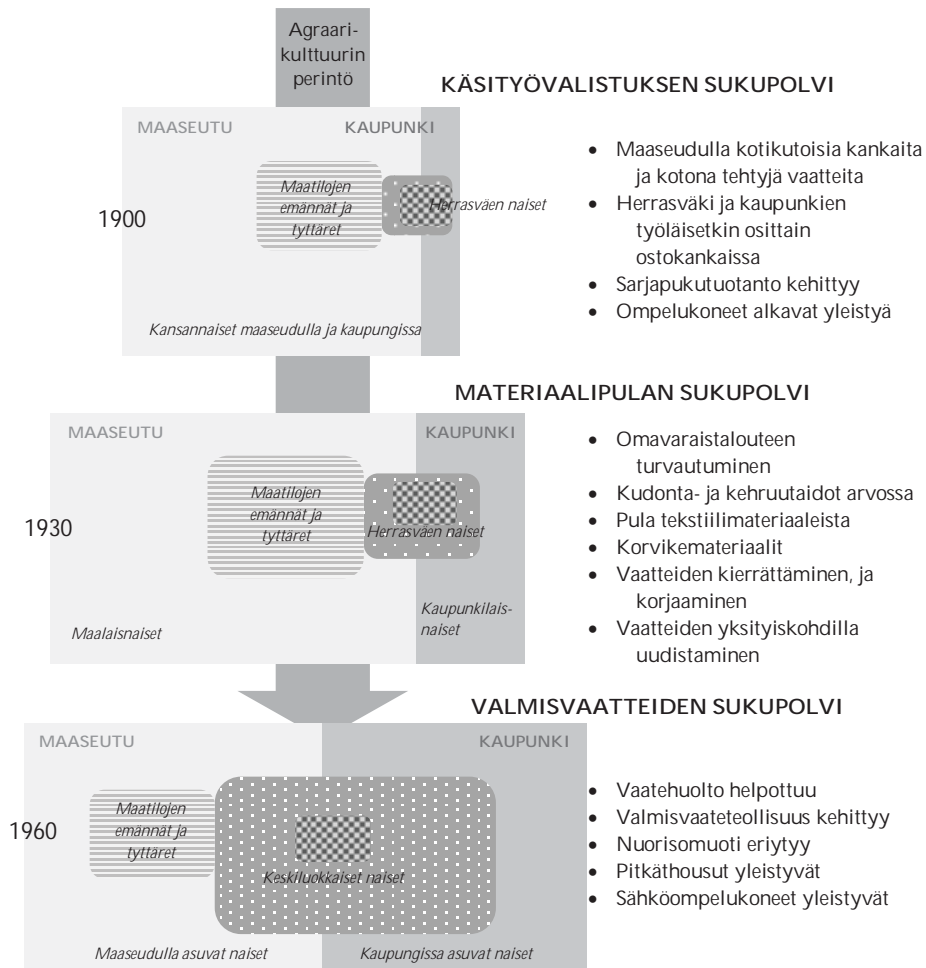 Agraari-
kulttuurin
perintö
KÄSITYÖVALISTUKSEN SUKUPOLVI
MAASEUTU
KAUPUNKI
Maatilojen
emännät ja
tyttäret
Herrasväen naiset
1900
Kansannaiset maaseudulla ja kaupungissa
• Maaseudulla kotikutoisia kankaita
ja kotona tehtyjä vaatteita
• Herrasväki ja kaupunkien
työläisetkin osittain
ostokankaissa
• Sarjapukutuotanto kehittyy
• Ompelukoneet alkavat yleistyä
MATERIAALIPULAN SUKUPOLVI
MAASEUTU
KAUPUNKI
Maatilojen
emännät ja
tyttäret
Herrasväen naiset
1930
Maalaisnaiset
Kaupunkilais-
naiset
• Omavaraistalouteen
turvautuminen
• Kudonta- ja kehruutaidot arvossa
• Pula tekstiilimateriaaleista
• Korvikemateriaalit
• Vaatteiden kierrättäminen, ja
korjaaminen
• Vaatteiden yksityiskohdilla
uudistaminen
VALMISVAATTEIDEN SUKUPOLVI
MAASEUTU
KAUPUNKI
Maatilojen
emännät ja
tyttäret
1960
Keskiluokkaiset naiset
Maaseudulla asuvat naiset
Kaupungissa asuvat naiset
• Vaatehuolto helpottuu
• Valmisvaateteollisuus kehittyy
• Nuorisomuoti eriytyy
• Pitkäthousut yleistyvät
• Sähköompelukoneet yleistyvät